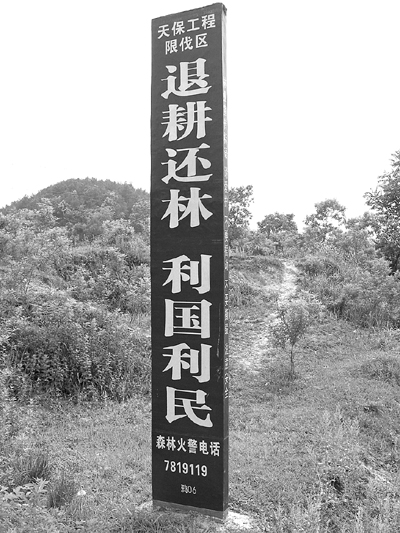 天保工程
限伐区
退耕还林
利国利民
森林火警电话
7819119